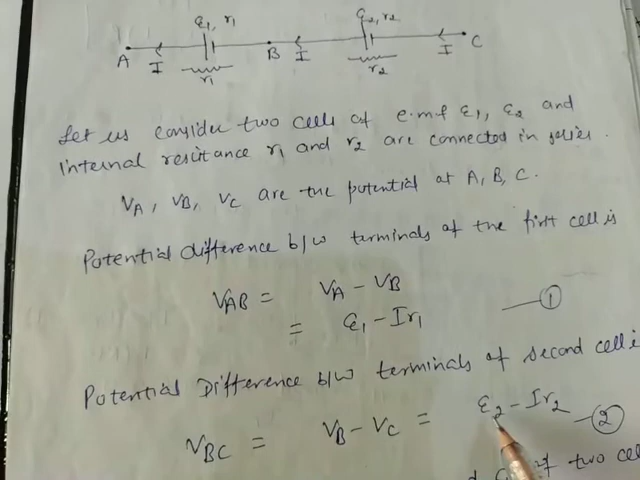 ε₁, r₁ ε₂, r₂
A I B I I C
r₁ r₂
Let us consider two cells of e.m.f ε₁, ε₂ and
internal resistance r₁ and r₂ are connected in series.
VA, VB, VC are the potential at A, B, C.
Potential difference b/w terminals of the first cell is
VAB = VA - VB
= ε₁ - Ir₁ — ①
Potential Difference b/w terminals of second cell i
VBC = VB - VC = ε₂ - Ir₂ — ②
of two cel